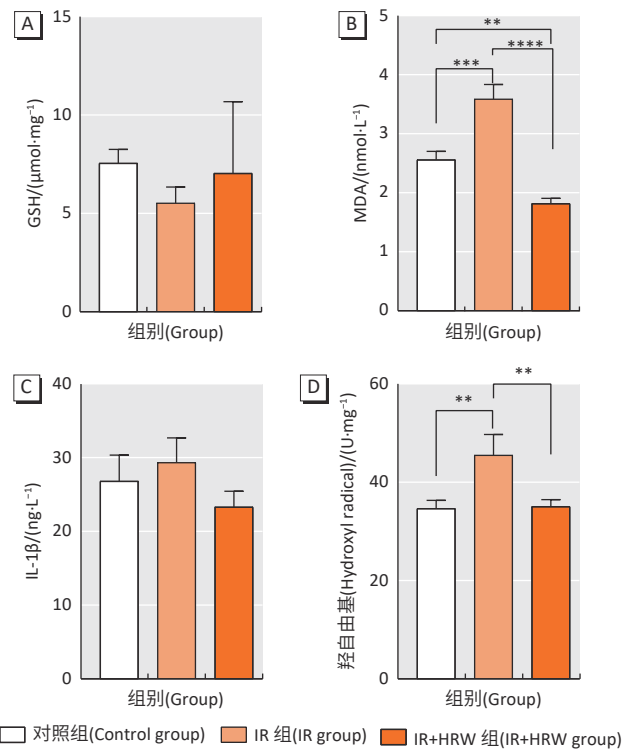 A
GSH/(μmol·mg⁻¹)
15
10
5
0
组别(Group)
B
MDA/(nmol·L⁻¹)
5
4
3
2
1
0
**
***
****
组别(Group)
C
IL-1β/(ng·L⁻¹)
40
30
20
10
0
组别(Group)
D
羟自由基(Hydroxyl radical)/(U·mg⁻¹)
60
40
20
0
**
**
组别(Group)
对照组(Control group)
IR 组(IR group)
IR+HRW 组(IR+HRW group)